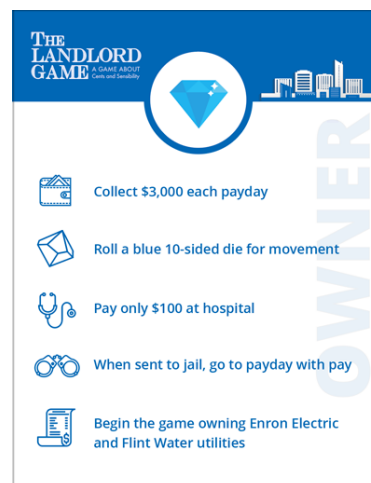 THE
LANDLORD
GAME A GAME ABOUT
Cents and Sensibility
Collect $3,000 each payday
Roll a blue 10-sided die for movement
Pay only $100 at hospital
When sent to jail, go to payday with pay
Begin the game owning Enron Electric
and Flint Water utilities
OWNER